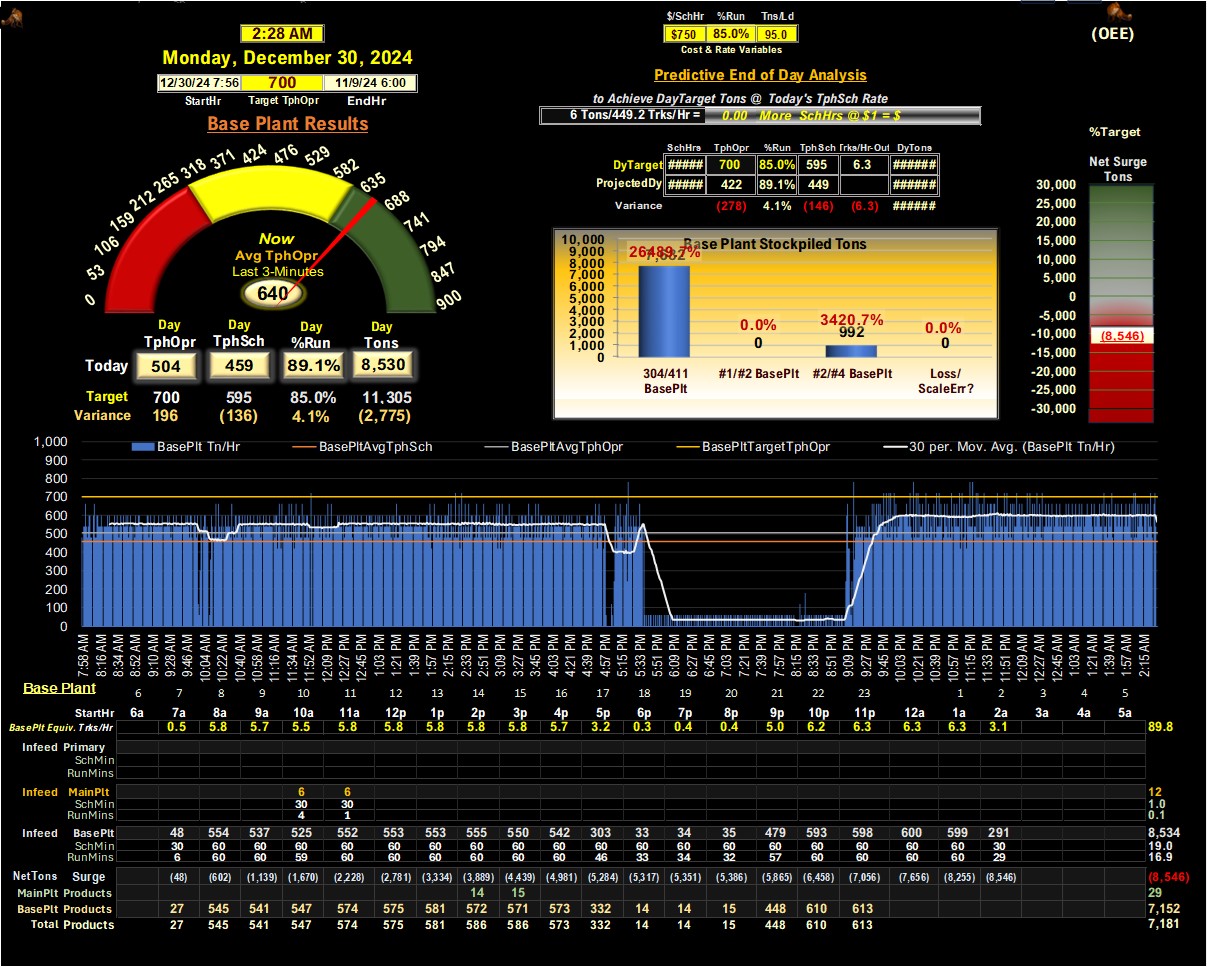 $/SchHr %Run Tns/Ld
$750 85.0% 95.0
Cost & Rate Variables
(OEE)
2:28 AM
Monday, December 30, 2024
12/30/24 7:56 700 11/9/24 6:00
StartHr Target TphOpr EndHr
Base Plant Results
Predictive End of Day Analysis
to Achieve DayTarget Tons @ Today's TphSch Rate
6 Tons/449.2 Trks/Hr = 0.00 More SchHrs @ $1 = $
SchHrs TphOpr %Run TphSch Trks/Hr-Out DyTons
DyTarget ##### 700 85.0% 595 6.3 ######
ProjectedDy ##### 422 89.1% 449 ######
Variance (278) 4.1% (146) (6.3) ######
%Target
Net Surge
Tons
30,000
25,000
20,000
15,000
10,000
5,000
0
-5,000
-10,000
-15,000
-20,000
-25,000
-30,000
(8,546)
0 53 106 159 212 265 318 371 424 476 529 582 635 688 741 794 847 900
Now
Avg TphOpr
Last 3-Minutes
640
Day Day Day Day
TphOpr TphSch %Run Tons
Today 504 459 89.1% 8,530
Target 700 595 85.0% 11,305
Variance 196 (136) 4.1% (2,775)
Base Plant Stockpiled Tons
10,000
9,000
8,000
7,000
6,000
5,000
4,000
3,000
2,000
1,000
0
26489.7%
7,682
0.0%
0
3420.7%
992
0.0%
0
304/411 #1/#2 BasePlt #2/#4 BasePlt Loss/
BasePlt ScaleErr?
BasePlt Tn/Hr BasePltAvgTphSch BasePltAvgTphOpr BasePltTargetTphOpr 30 per. Mov. Avg. (BasePlt Tn/Hr)
1,000
900
800
700
600
500
400
300
200
100
0
7:58 AM 8:16 AM 8:34 AM 8:52 AM 9:10 AM 9:28 AM 9:46 AM 10:04 AM 10:22 AM 10:40 AM 10:58 AM 11:16 AM 11:34 AM 11:52 AM 12:09 PM 12:27 PM 12:45 PM 1:03 PM 1:21 PM 1:39 PM 1:57 PM 2:15 PM 2:33 PM 2:51 PM 3:09 PM 3:27 PM 3:45 PM 4:03 PM 4:21 PM 4:39 PM 4:57 PM 5:15 PM 5:33 PM 5:51 PM 6:09 PM 6:27 PM 6:45 PM 7:03 PM 7:21 PM 7:39 PM 7:57 PM 8:15 PM 8:33 PM 8:51 PM 9:09 PM 9:27 PM 9:45 PM 10:03 PM 10:21 PM 10:39 PM 10:57 PM 11:15 PM 11:33 PM 11:51 PM 12:09 AM 12:27 AM 12:45 AM 1:03 AM 1:21 AM 1:39 AM 1:57 AM 2:15 AM
Base Plant 6 7 8 9 10 11 12 13 14 15 16 17 18 19 20 21 22 23 1 2 3 4 5
StartHr 6a 7a 8a 9a 10a 11a 12p 1p 2p 3p 4p 5p 6p 7p 8p 9p 10p 11p 12a 1a 2a 3a 4a 5a
BasePlt Equiv. Trks/Hr 0.5 5.8 5.7 5.5 5.8 5.8 5.8 5.8 5.8 5.7 3.2 0.3 0.4 0.4 5.0 6.2 6.3 6.3 6.3 3.1 89.8
Infeed Primary
SchMin
RunMins
Infeed MainPlt 6 6 12
SchMin 30 30 1.0
RunMins 4 1 0.1
Infeed BasePlt 48 554 537 525 552 553 553 555 550 542 303 33 34 35 479 593 598 600 599 291 8,534
SchMin 30 60 60 60 60 60 60 60 60 60 60 60 60 60 60 60 60 60 60 30 19.0
RunMins 6 60 60 59 60 60 60 60 60 60 46 33 34 32 57 60 60 60 60 29 16.9
NetTons Surge (48) (602) (1,139) (1,670) (2,228) (2,781) (3,334) (3,889) (4,439) (4,981) (5,284) (5,317) (5,351) (5,386) (5,865) (6,458) (7,056) (7,656) (8,255) (8,546) (8,546)
MainPlt Products 14 15 29
BasePlt Products 27 545 541 547 574 575 581 572 571 573 332 14 14 15 448 610 613 7,152
Total Products 27 545 541 547 574 575 581 586 586 573 332 14 14 15 448 610 613 7,181